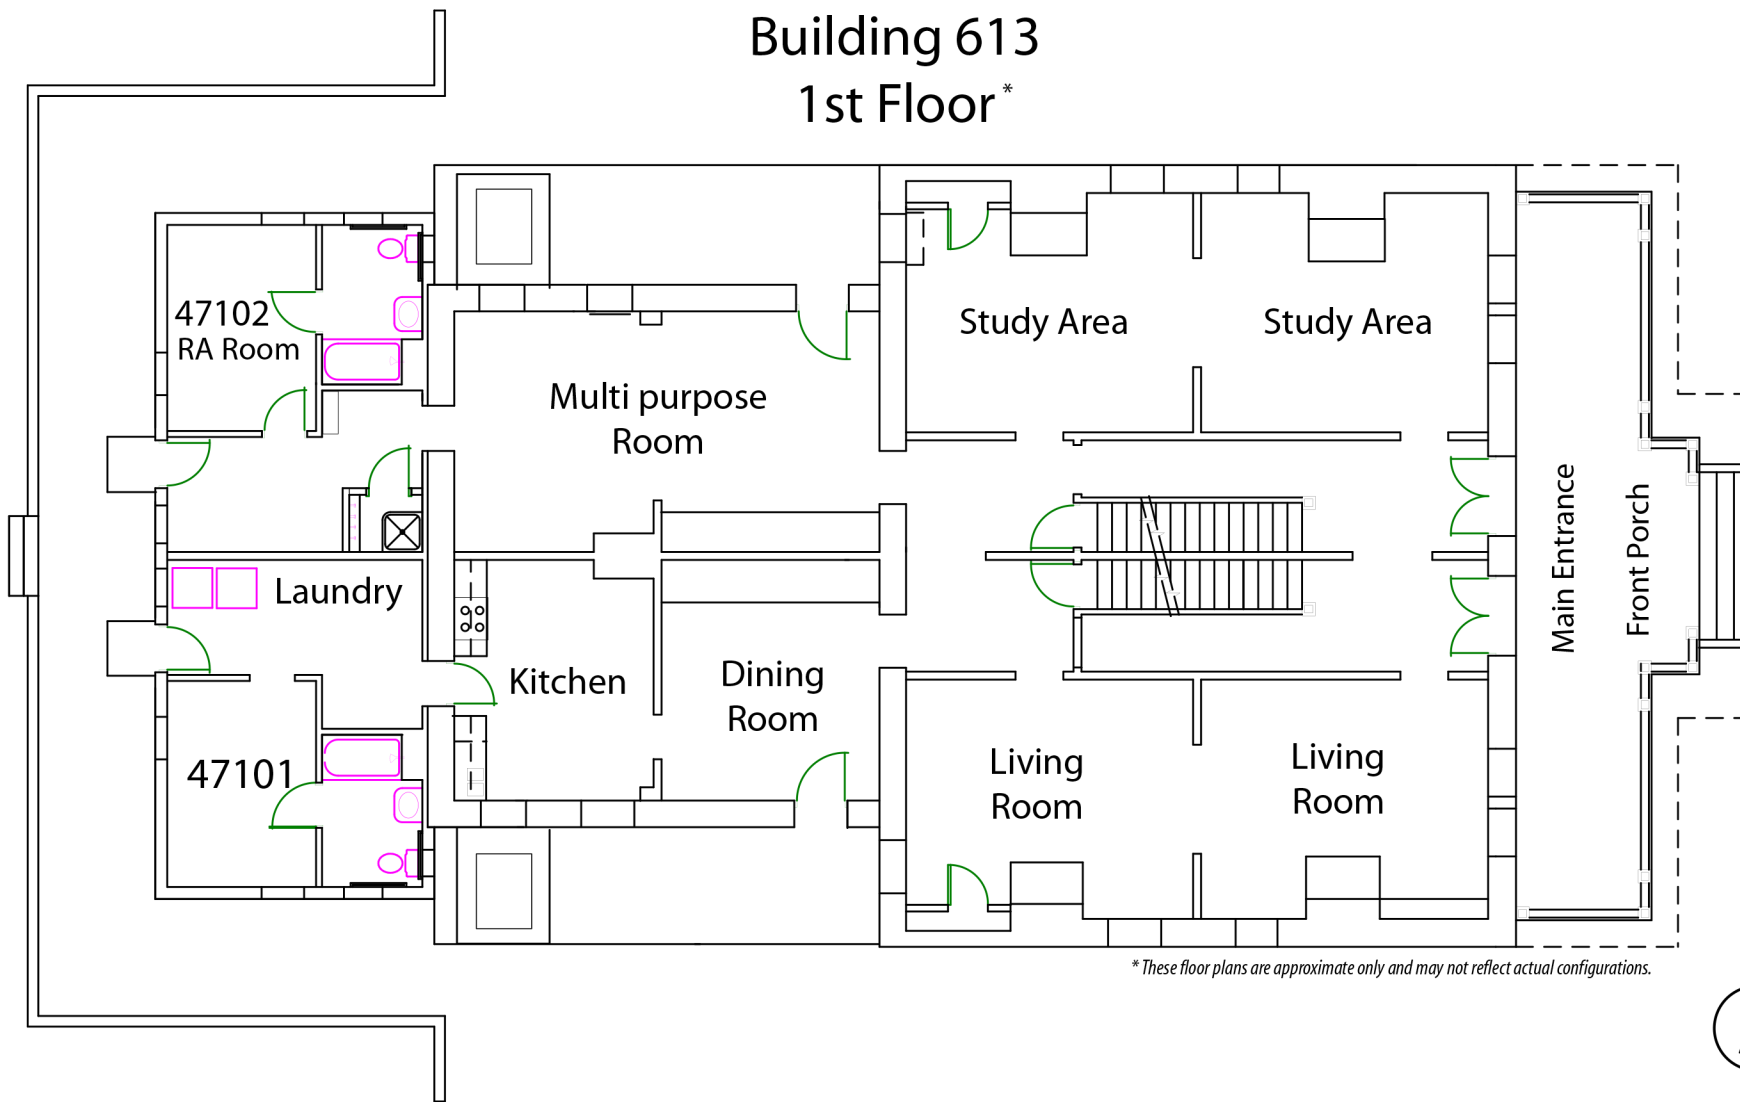 Building 613
1st Floor*
47102
RA Room
Multi purpose
Room
Study Area
Study Area
Laundry
Kitchen
Dining
Room
47101
Living
Room
Living
Room
Main Entrance
Front Porch
* These floor plans are approximate only and may not reflect actual configurations.